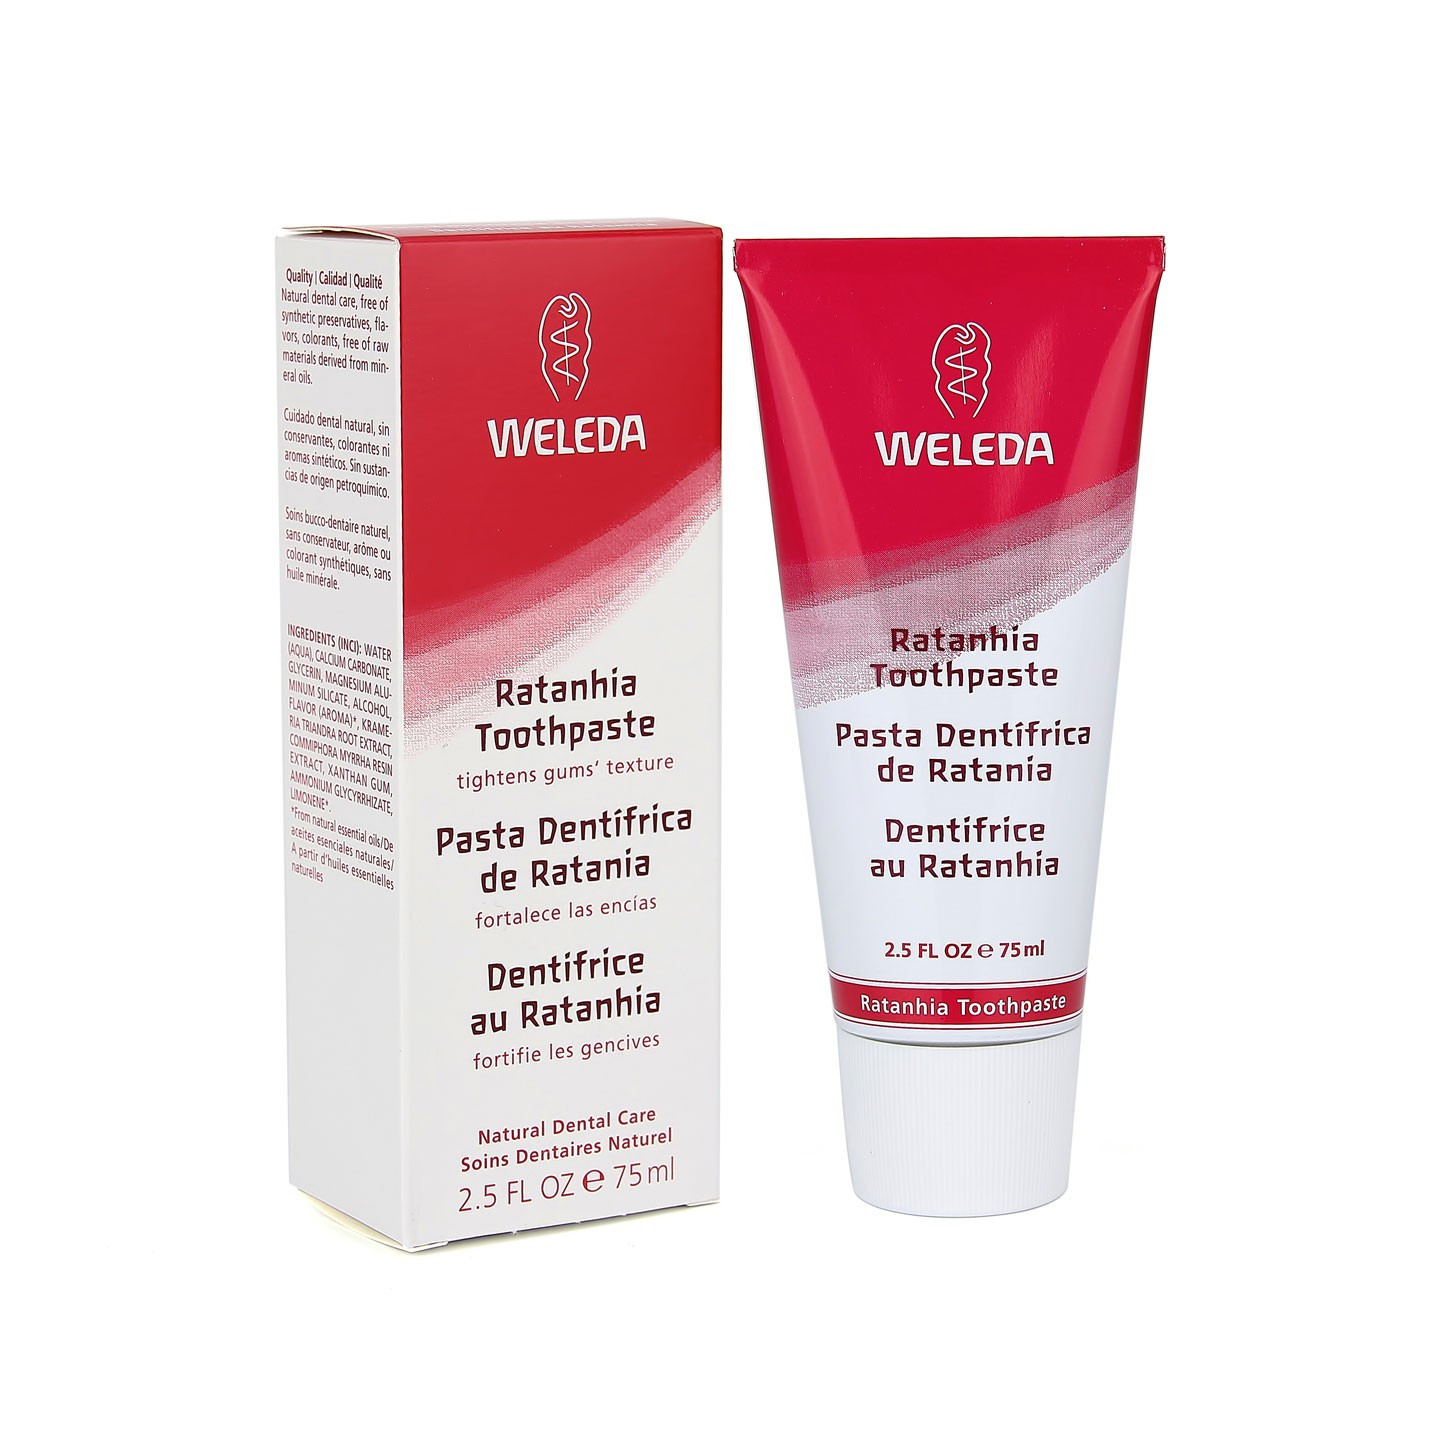 Quality | Calidad | Qualité
Natural dental care, free of
synthetic preservatives, fla-
vors, colorants, free of raw
materials derived from min-
eral oils.
Cuidado dental natural, sin
conservantes, colorantes ni
aromas sintéticos. Sin sustan-
cias de origen petroquímico.
Soins bucco-dentaire naturel,
sans conservateur, arôme ou
colorant synthétiques, sans
huile minérale.
INGREDIENTS (INCI): WATER
(AQUA), CALCIUM CARBONATE,
GLYCERIN, MAGNESIUM ALU-
MINUM SILICATE, ALCOHOL,
FLAVOR (AROMA)*, KRAME-
RIA TRIANDRA ROOT EXTRACT,
COMMIPHORA MYRRHA RESIN
EXTRACT, XANTHAN GUM,
AMMONIUM GLYCYRRHIZATE,
LIMONENE*.
*From natural essential oils/De
aceites esenciales naturales/
A partir d'huiles essentielles
naturelles
WELEDA
Ratanhia
Toothpaste
tightens gums' texture
Pasta Dentífrica
de Ratania
fortalece las encías
Dentifrice
au Ratanhia
fortifie les gencives
Natural Dental Care
Soins Dentaires Naturel
2.5 FL OZ ℮ 75 ml
WELEDA
Ratanhia
Toothpaste
Pasta Dentífrica
de Ratania
Dentifrice
au Ratanhia
2.5 FL OZ ℮ 75 ml
Ratanhia Toothpaste